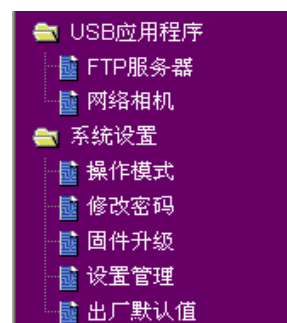 USB应用程序
FTP服务器
网络相机
系统设置
操作模式
修改密码
固件升级
设置管理
出厂默认值